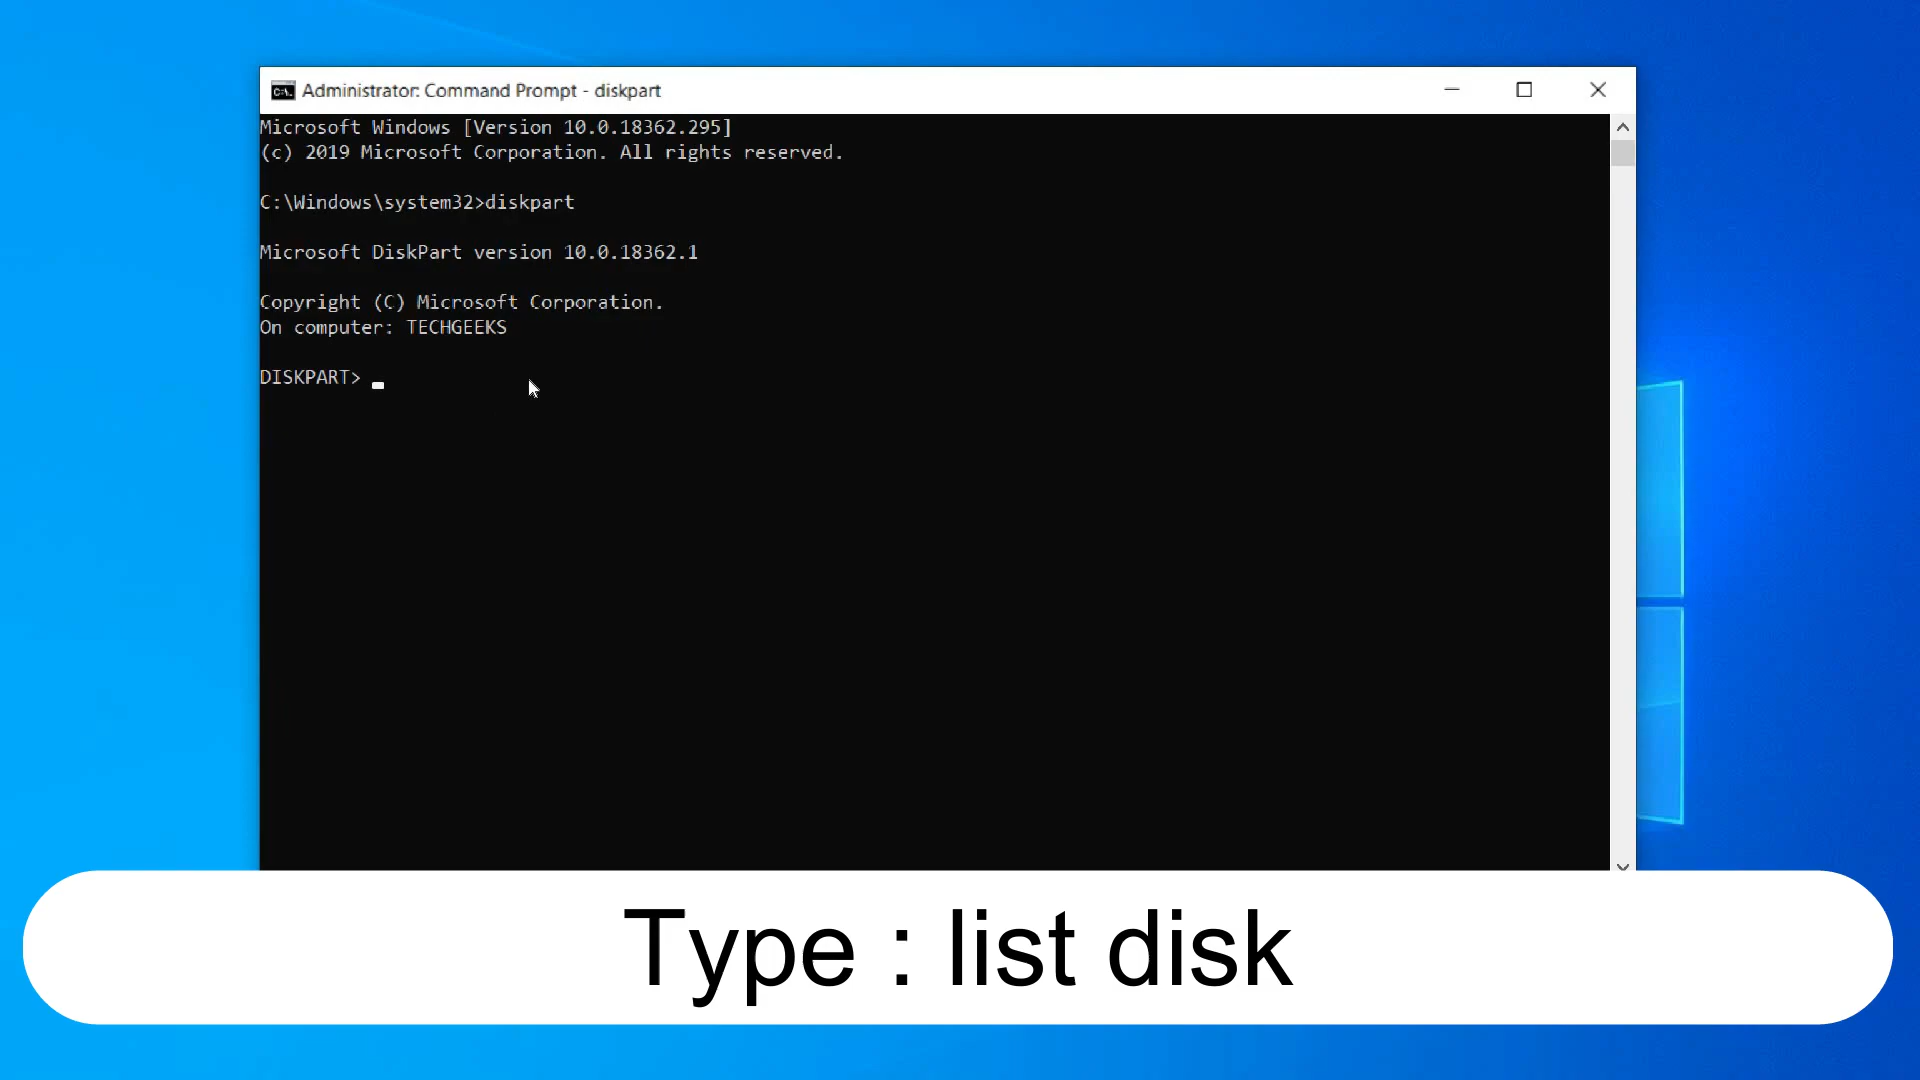 Administrator: Command Prompt - diskpart
Microsoft Windows [Version 10.0.18362.295]
(c) 2019 Microsoft Corporation. All rights reserved.
C:\Windows\system32>diskpart
Microsoft DiskPart version 10.0.18362.1
Copyright (C) Microsoft Corporation.
On computer: TECHGEEKS
DISKPART>
Type : list disk